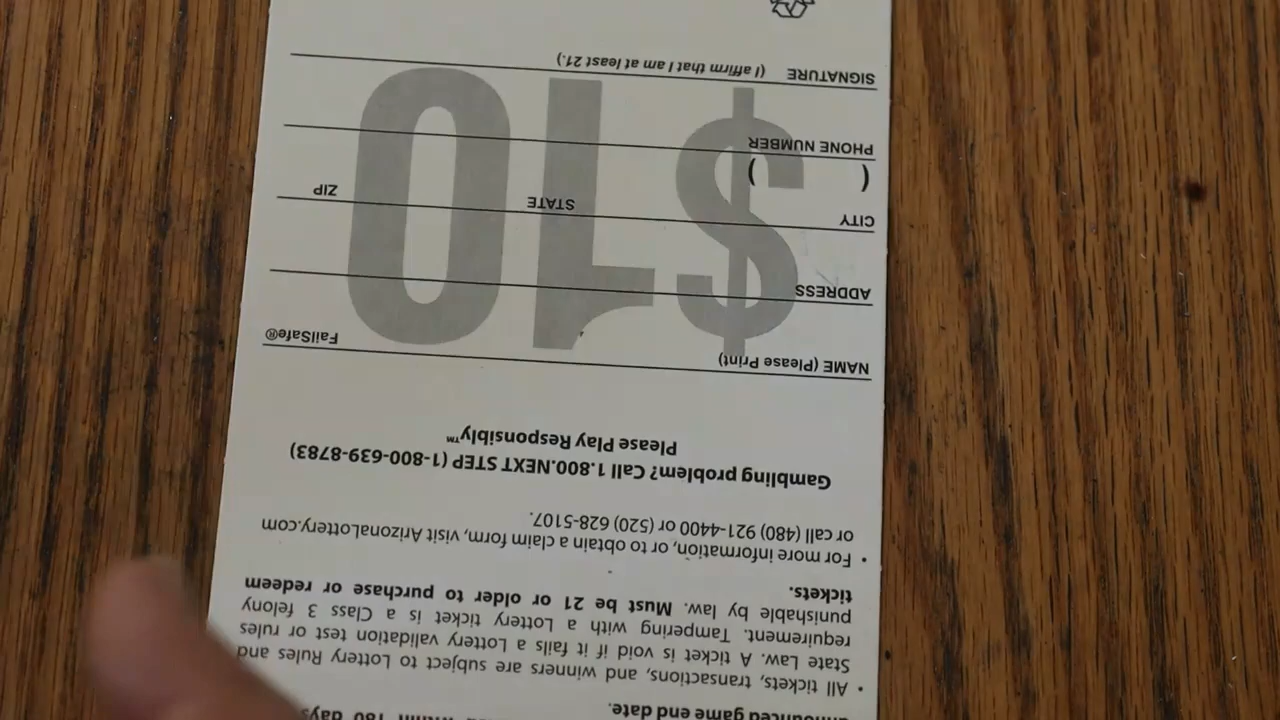 within 180 days
announced game end date.
• All tickets, transactions, and winners are subject to Lottery Rules and
State Law. A ticket is void if it fails a Lottery validation test or rules
requirement. Tampering with a Lottery ticket is a Class 3 felony
punishable by law. Must be 21 or older to purchase or redeem
tickets.
• For more information, or to obtain a claim form, visit ArizonaLottery.com
or call (480) 921-4400 or (520) 628-5107.
Gambling problem? Call 1.800.NEXT STEP (1-800-639-8783)
Please Play Responsibly™
NAME (Please Print) FailSafe®
ADDRESS
$10
CITY STATE ZIP
( )
PHONE NUMBER
SIGNATURE (I affirm that I am at least 21.)